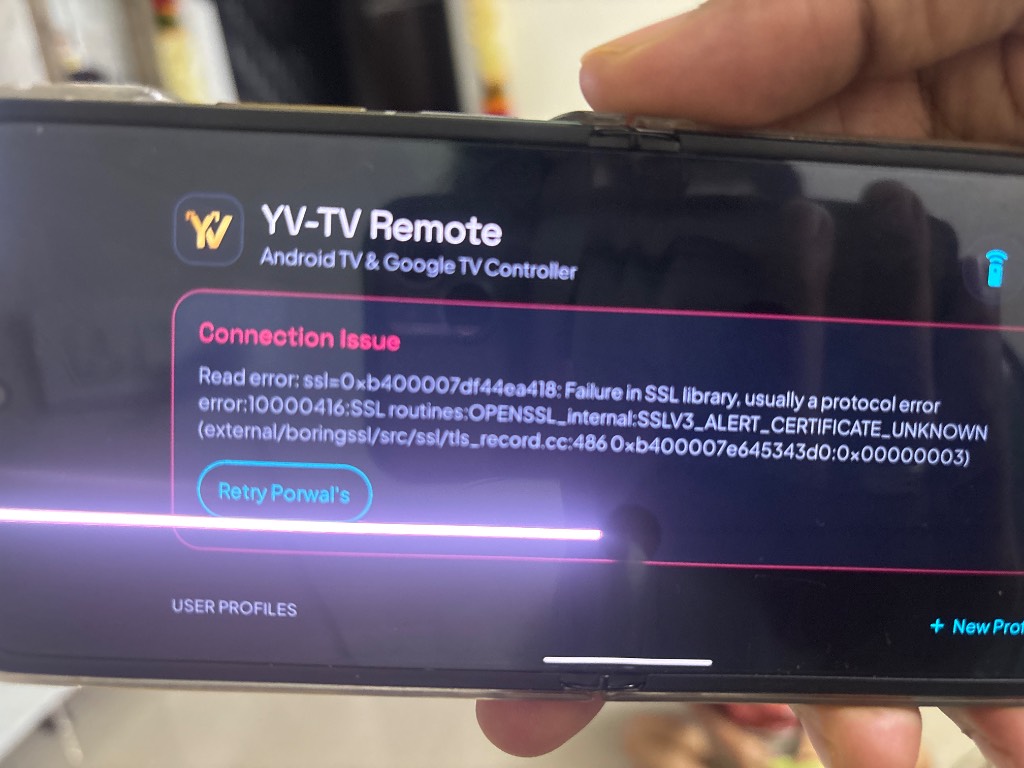 YV
YV-TV Remote
Android TV & Google TV Controller
Connection Issue
Read error: ssl=0xb400007df44ea418: Failure in SSL library, usually a protocol error
error:10000416:SSL routines:OPENSSL_internal:SSLV3_ALERT_CERTIFICATE_UNKNOWN
(external/boringssl/src/ssl/tls_record.cc:486 0xb400007e645343d0:0x00000003)
Retry Porwal's
USER PROFILES
+ New Prof